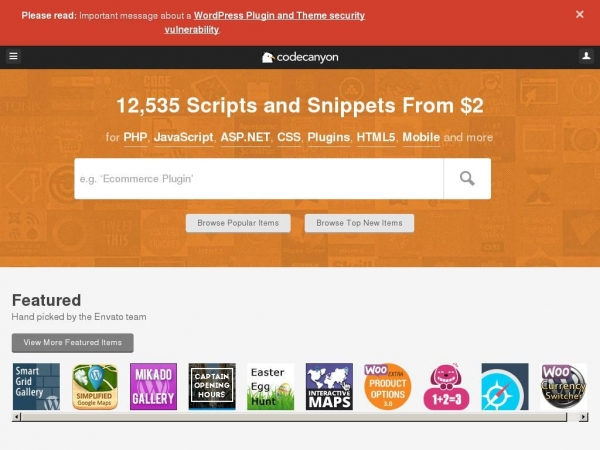 Please read: Important message about a WordPress Plugin and Theme security
vulnerability.
codecanyon
12,535 Scripts and Snippets From $2
for PHP, JavaScript, ASP.NET, CSS, Plugins, HTML5, Mobile and more
e.g. ‘Ecommerce Plugin’
Browse Popular Items
Browse Top New Items
Featured
Hand picked by the Envato team
View More Featured Items
Smart
Grid
Gallery
SIMPLIFIED
Google Maps
MIKADO
GALLERY
CAPTAIN
OPENING
HOURS
Easter
Egg
Hunt
INTERACTIVE
MAPS
WOO EXTRA
PRODUCT
OPTIONS
3.0
1+2=3
WOO
Currency
Switcher